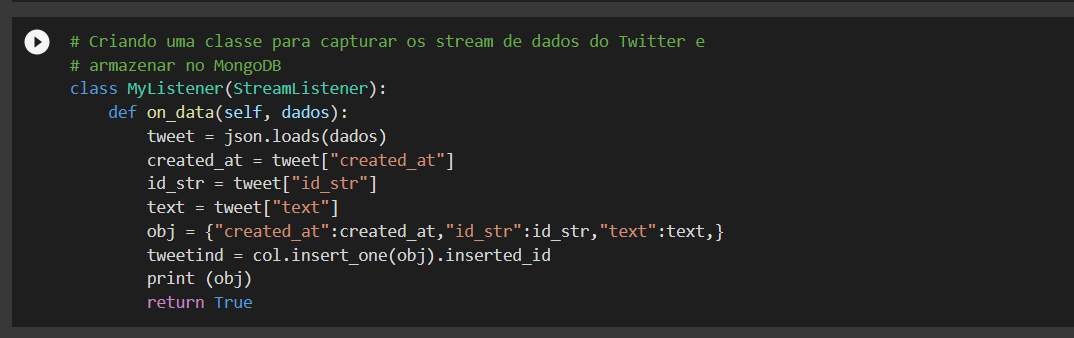 # Criando uma classe para capturar os stream de dados do Twitter e
# armazenar no MongoDB
class MyListener(StreamListener):
    def on_data(self, dados):
        tweet = json.loads(dados)
        created_at = tweet["created_at"]
        id_str = tweet["id_str"]
        text = tweet["text"]
        obj = {"created_at":created_at,"id_str":id_str,"text":text,}
        tweetind = col.insert_one(obj).inserted_id
        print (obj)
        return True